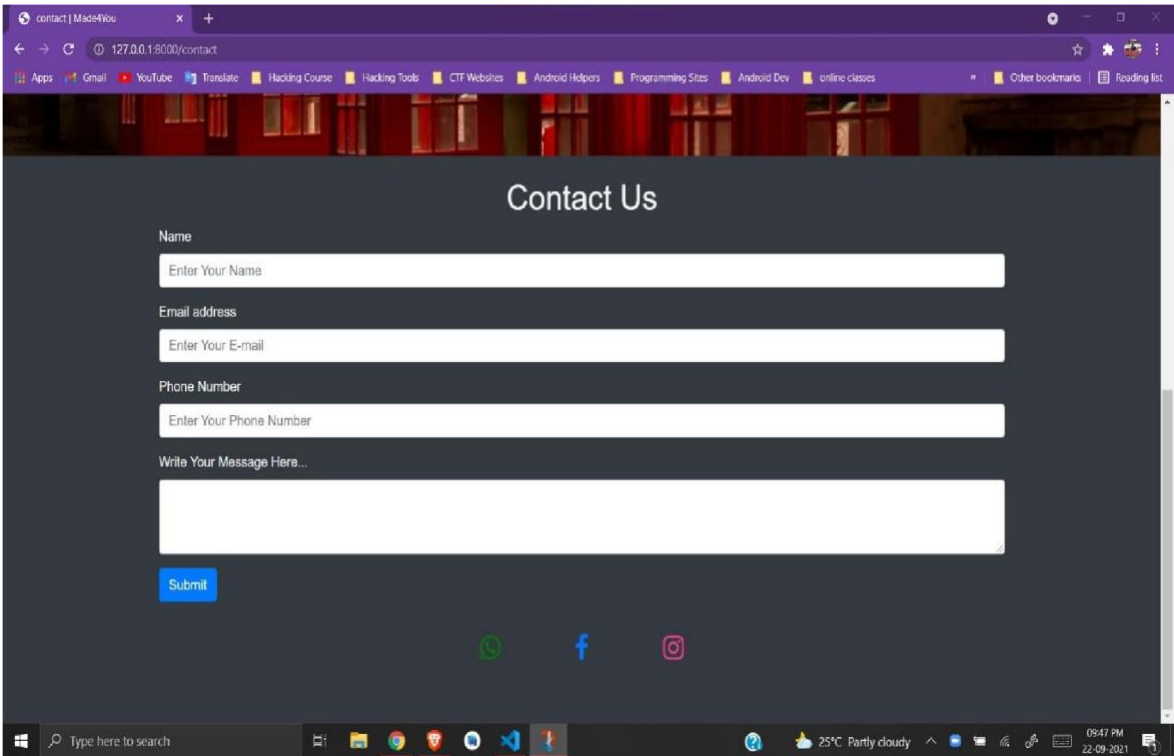 contact | Made4You
127.0.0.1:8000/contact
Apps Gmail YouTube Translate Hacking Course Hacking Tools CTF Websites Android Helpers Programming Sites Android Dev online classes » Other bookmarks Reading list
Contact Us
Name
Enter Your Name
Email address
Enter Your E-mail
Phone Number
Enter Your Phone Number
Write Your Message Here...
Submit
Type here to search
25°C Partly cloudy
09:47 PM
22-09-2021